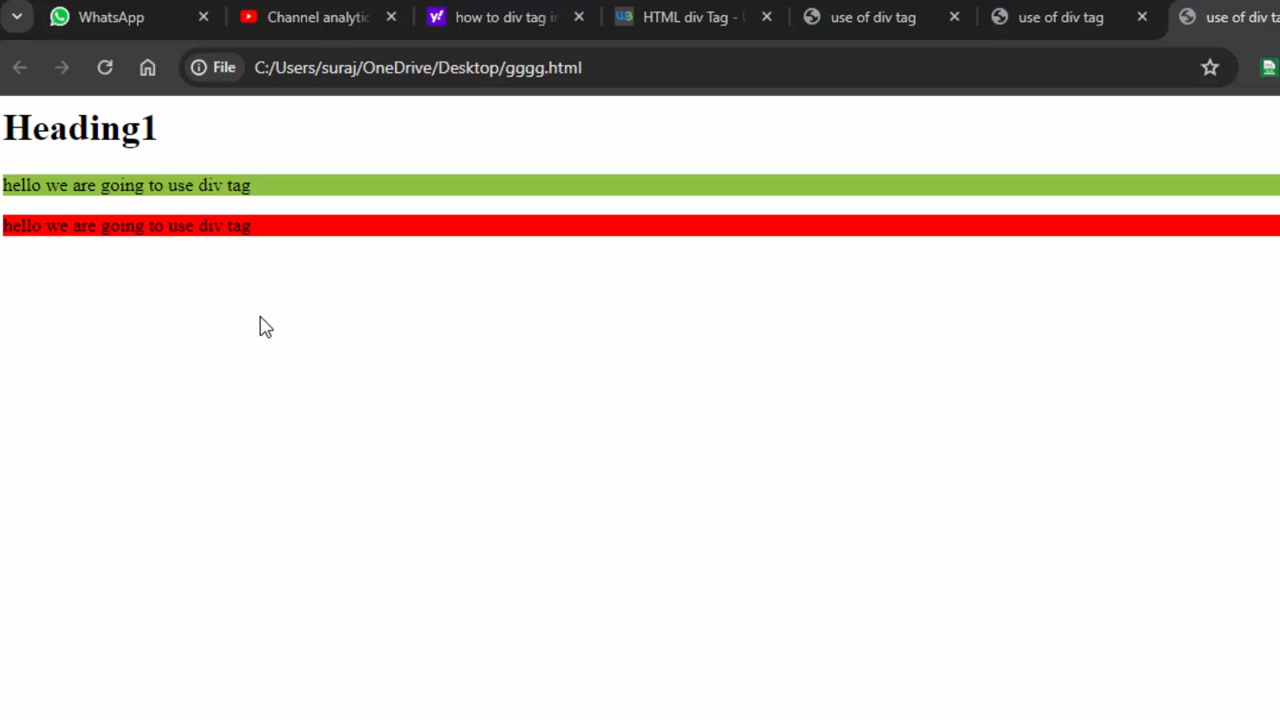 WhatsApp
Channel analytic
how to div tag in
HTML div Tag -
use of div tag
use of div tag
use of div ta
File
C:/Users/suraj/OneDrive/Desktop/gggg.html
Heading1
hello we are going to use div tag
hello we are going to use div tag